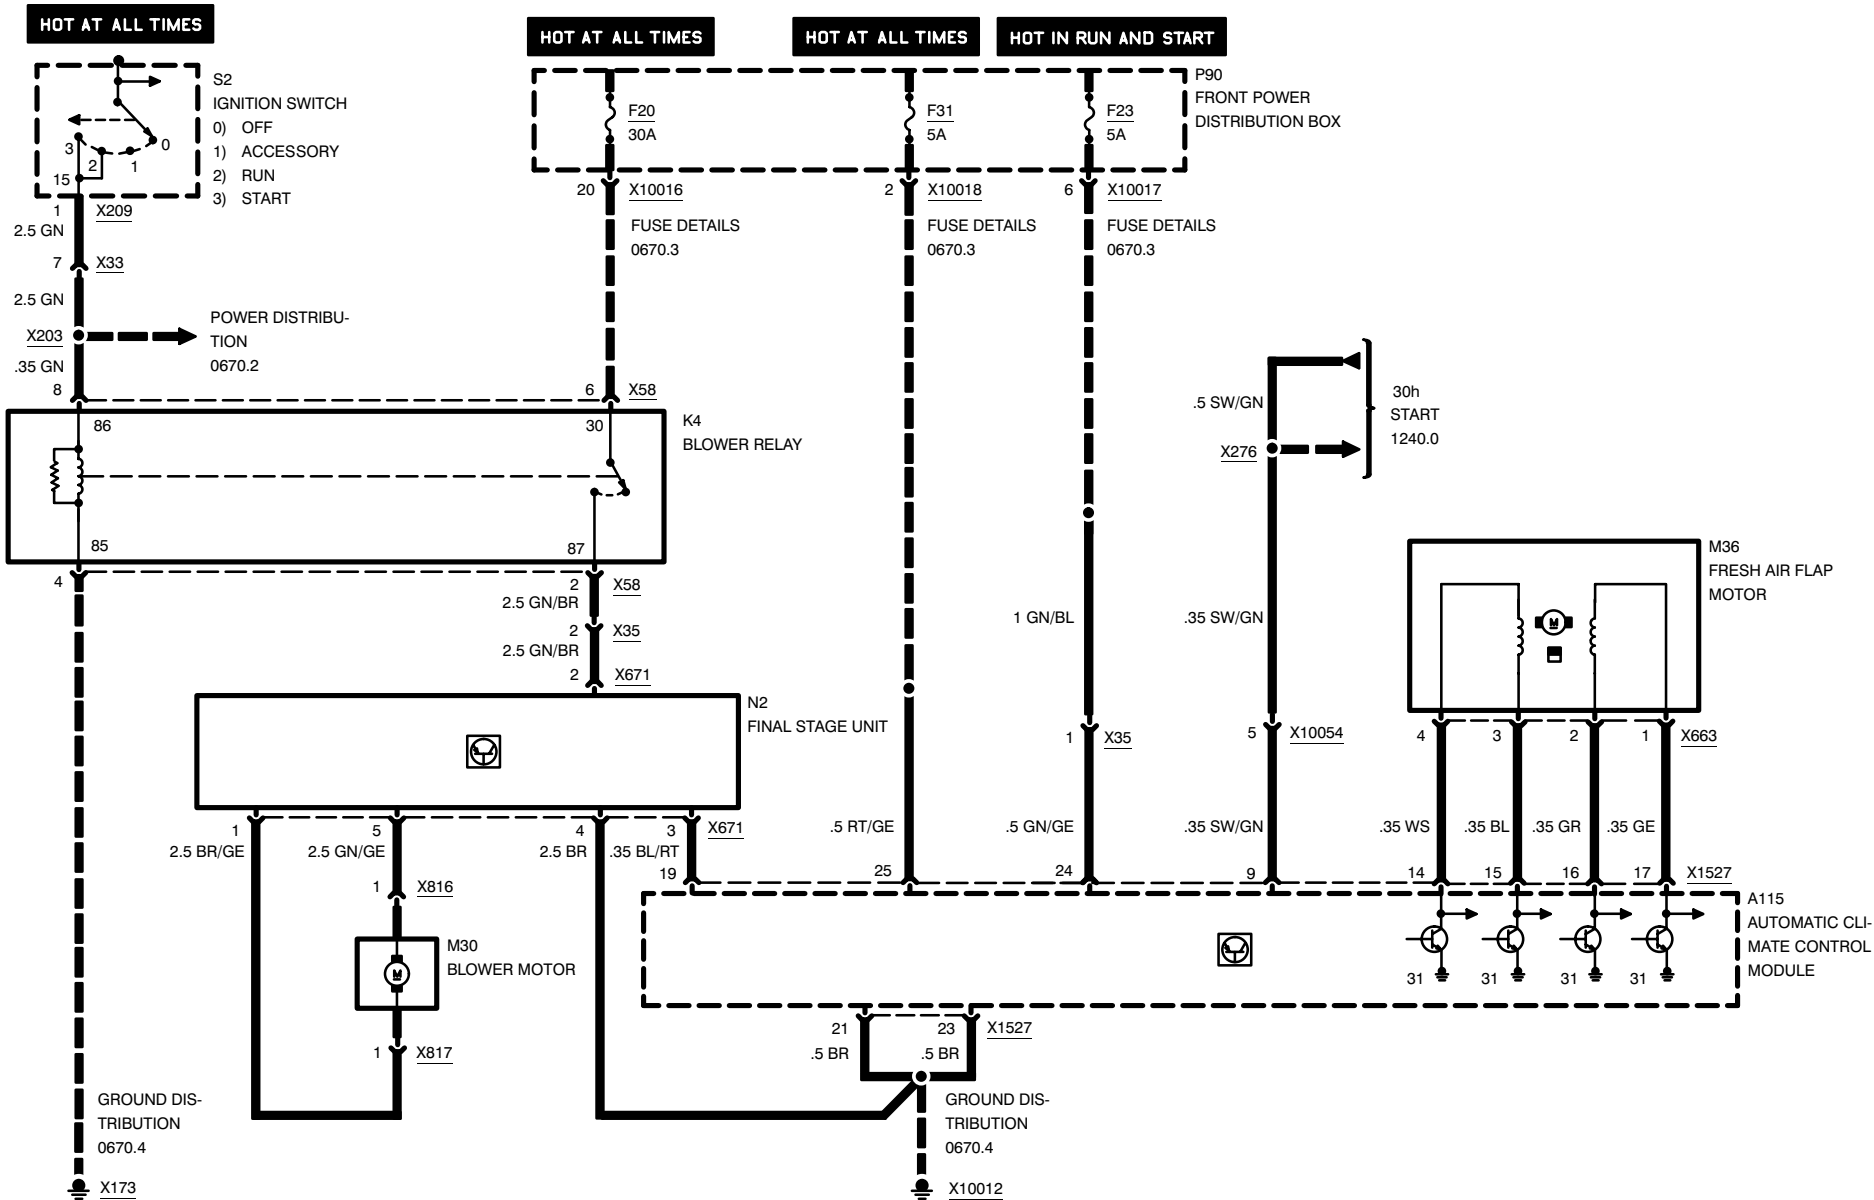 HOT AT ALL TIMES
HOT AT ALL TIMES
HOT AT ALL TIMES
HOT IN RUN AND START
S2
IGNITION SWITCH
0) OFF
1) ACCESSORY
2) RUN
3) START
3
2
1
0
15
1
X209
2.5 GN
7
X33
2.5 GN
X203
POWER DISTRIBU-
TION
0670.2
.35 GN
8
P90
FRONT POWER
DISTRIBUTION BOX
F20
30A
F31
5A
F23
5A
20
X10016
FUSE DETAILS
0670.3
2
X10018
FUSE DETAILS
0670.3
6
X10017
FUSE DETAILS
0670.3
6
X58
86
30
K4
BLOWER RELAY
85
87
4
2
X58
2.5 GN/BR
2
X35
2.5 GN/BR
2
X671
.5 SW/GN
X276
30h
START
1240.0
1 GN/BL
.35 SW/GN
M36
FRESH AIR FLAP
MOTOR
M
N2
FINAL STAGE UNIT
1
X35
5
X10054
4
3
2
1
X663
1
5
4
3
X671
2.5 BR/GE
2.5 GN/GE
2.5 BR
.35 BL/RT
.5 RT/GE
.5 GN/GE
.35 SW/GN
.35 WS
.35 BL
.35 GR
.35 GE
19
25
24
9
14
15
16
17
X1527
1
X816
M30
BLOWER MOTOR
M
1
X817
A115
AUTOMATIC CLI-
MATE CONTROL
MODULE
31
31
31
31
21
23
X1527
.5 BR
.5 BR
GROUND DIS-
TRIBUTION
0670.4
X173
GROUND DIS-
TRIBUTION
0670.4
X10012